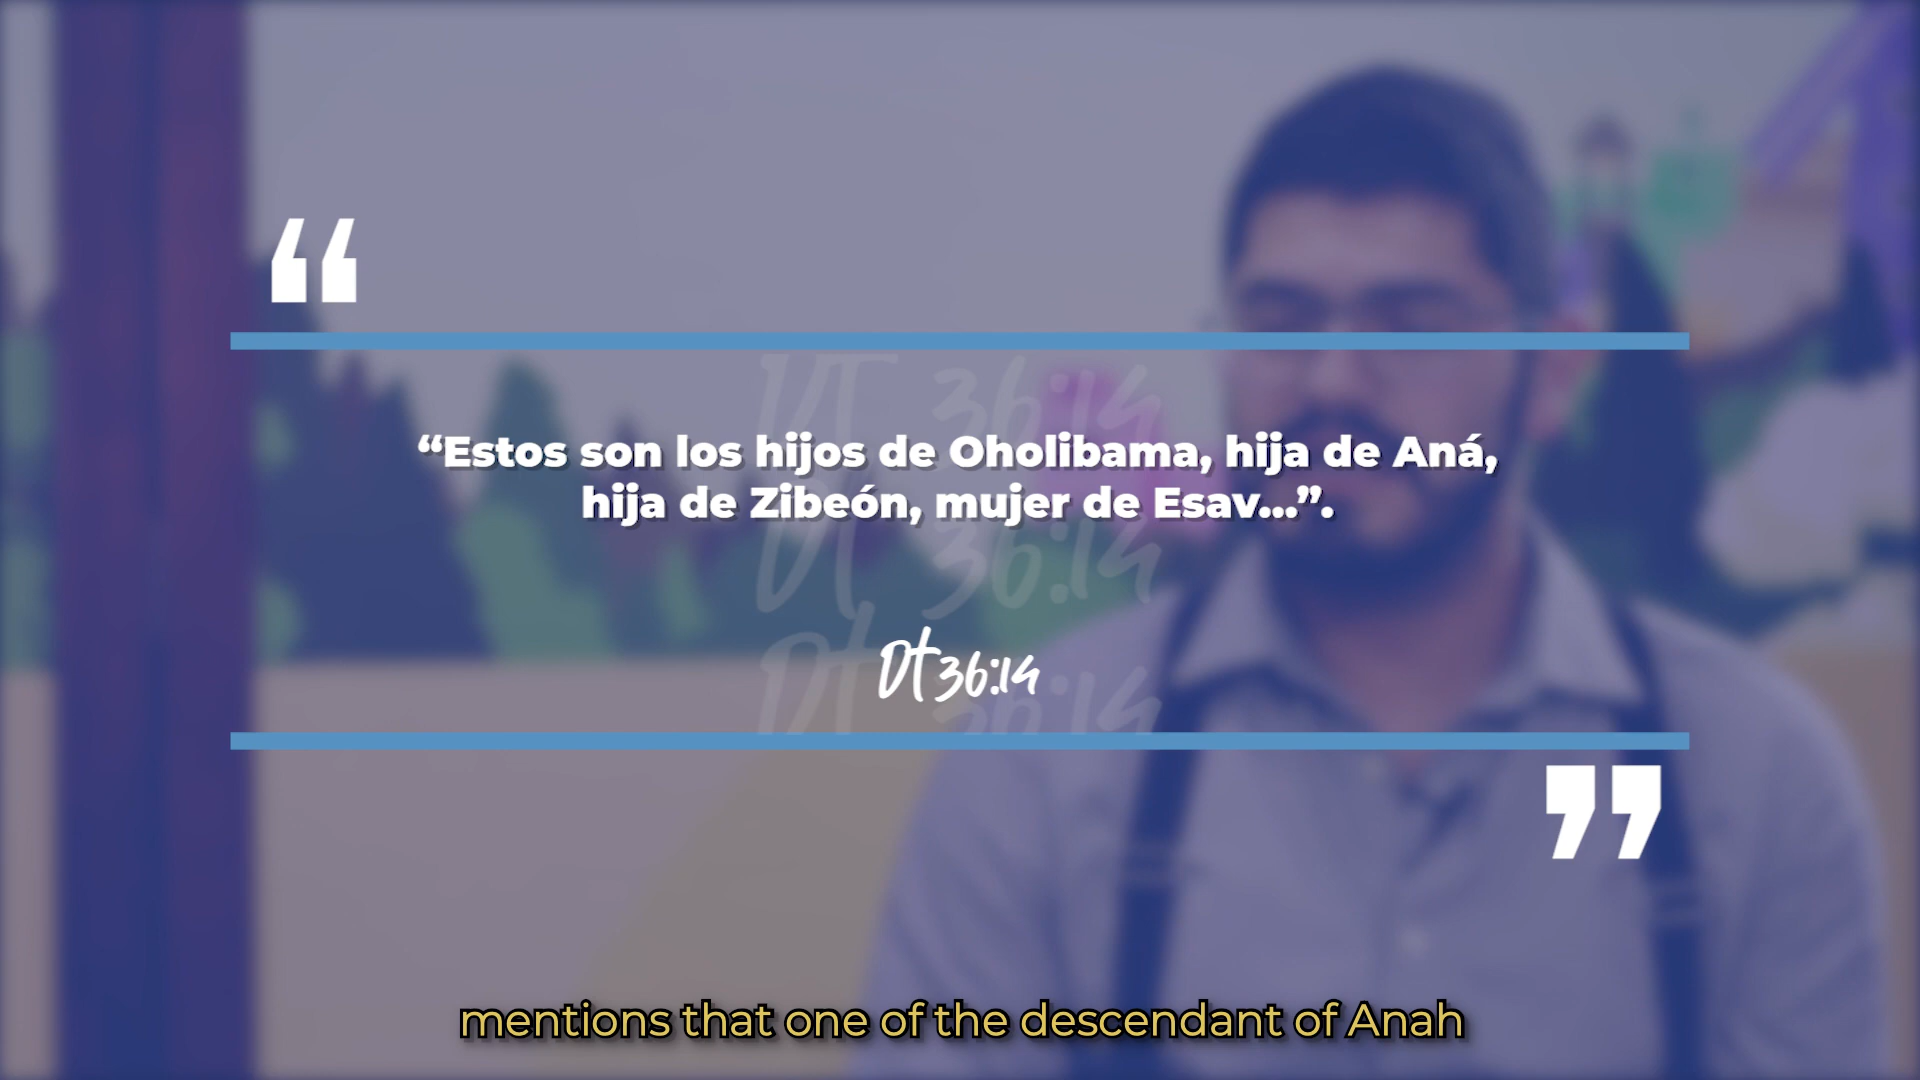 “Estos son los hijos de Oholibama, hija de Aná,
hija de Zibeón, mujer de Esav...”.
Dt 36:14
mentions that one of the descendant of Anah